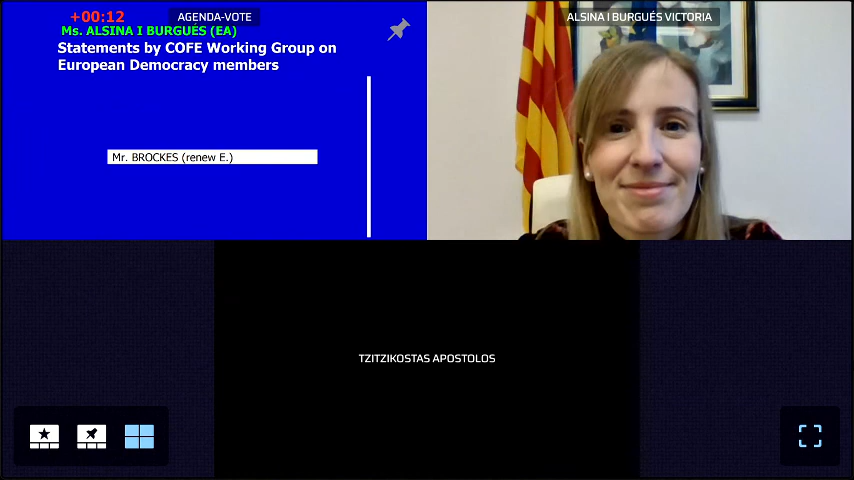 +00:12
AGENDA-VOTE
Ms. ALSINA I BURGUÉS (EA)
Statements by COFE Working Group on
European Democracy members
Mr. BROCKES (renew E.)
ALSINA I BURGUÉS VICTORIA
TZITZIKOSTAS APOSTOLOS